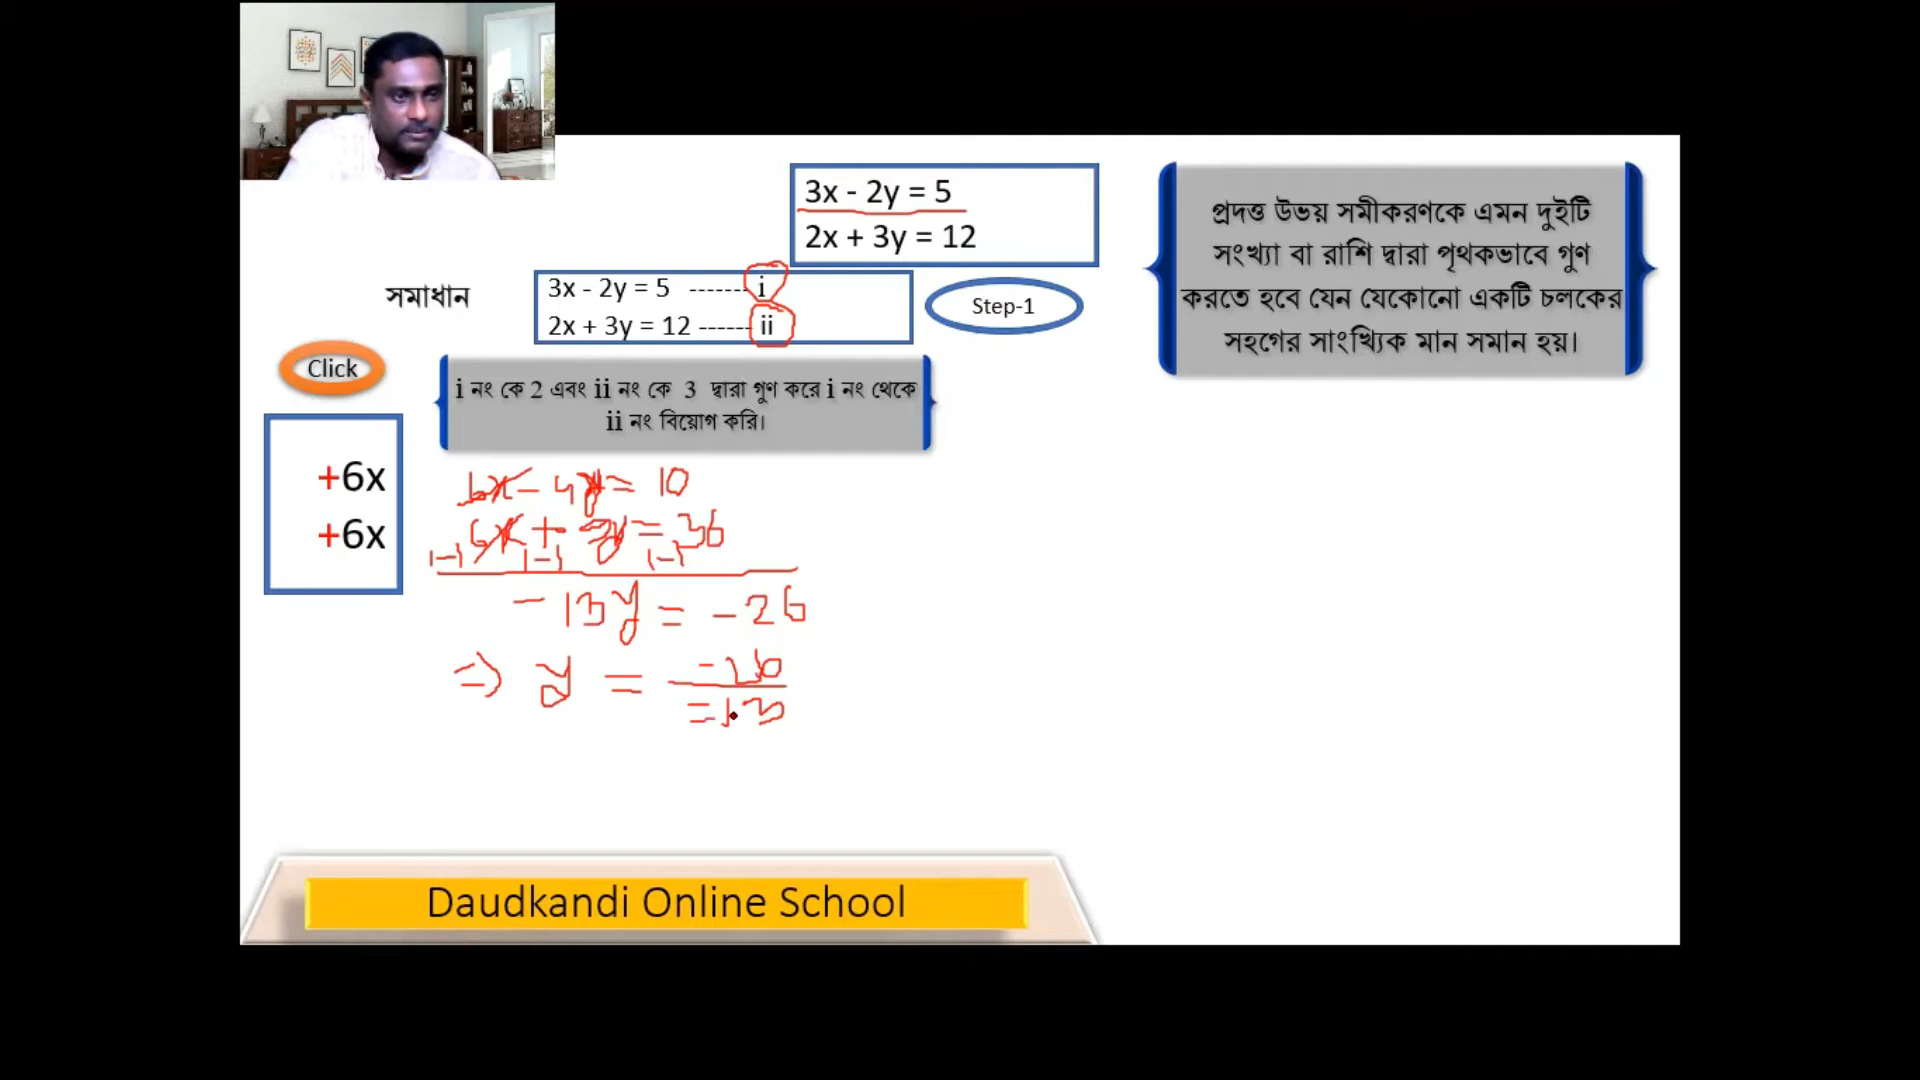 3x - 2y = 5
2x + 3y = 12
প্রদত্ত উভয় সমীকরণকে এমন দুইটি
সংখ্যা বা রাশি দ্বারা পৃথকভাবে গুণ
করতে হবে যেন যেকোনো একটি চলকের
সহগের সাংখ্যিক মান সমান হয়।
সমাধান
3x - 2y = 5 ------- i
2x + 3y = 12 ------ ii
Step-1
Click
i নং কে 2 এবং ii নং কে 3 দ্বারা গুণ করে i নং থেকে
ii নং বিয়োগ করি।
+6x
+6x
6x - 4y = 10
6x + 9y = 36
(-) (-) (-)
- 13y = - 26
⇒ y = -26
-13
Daudkandi Online School